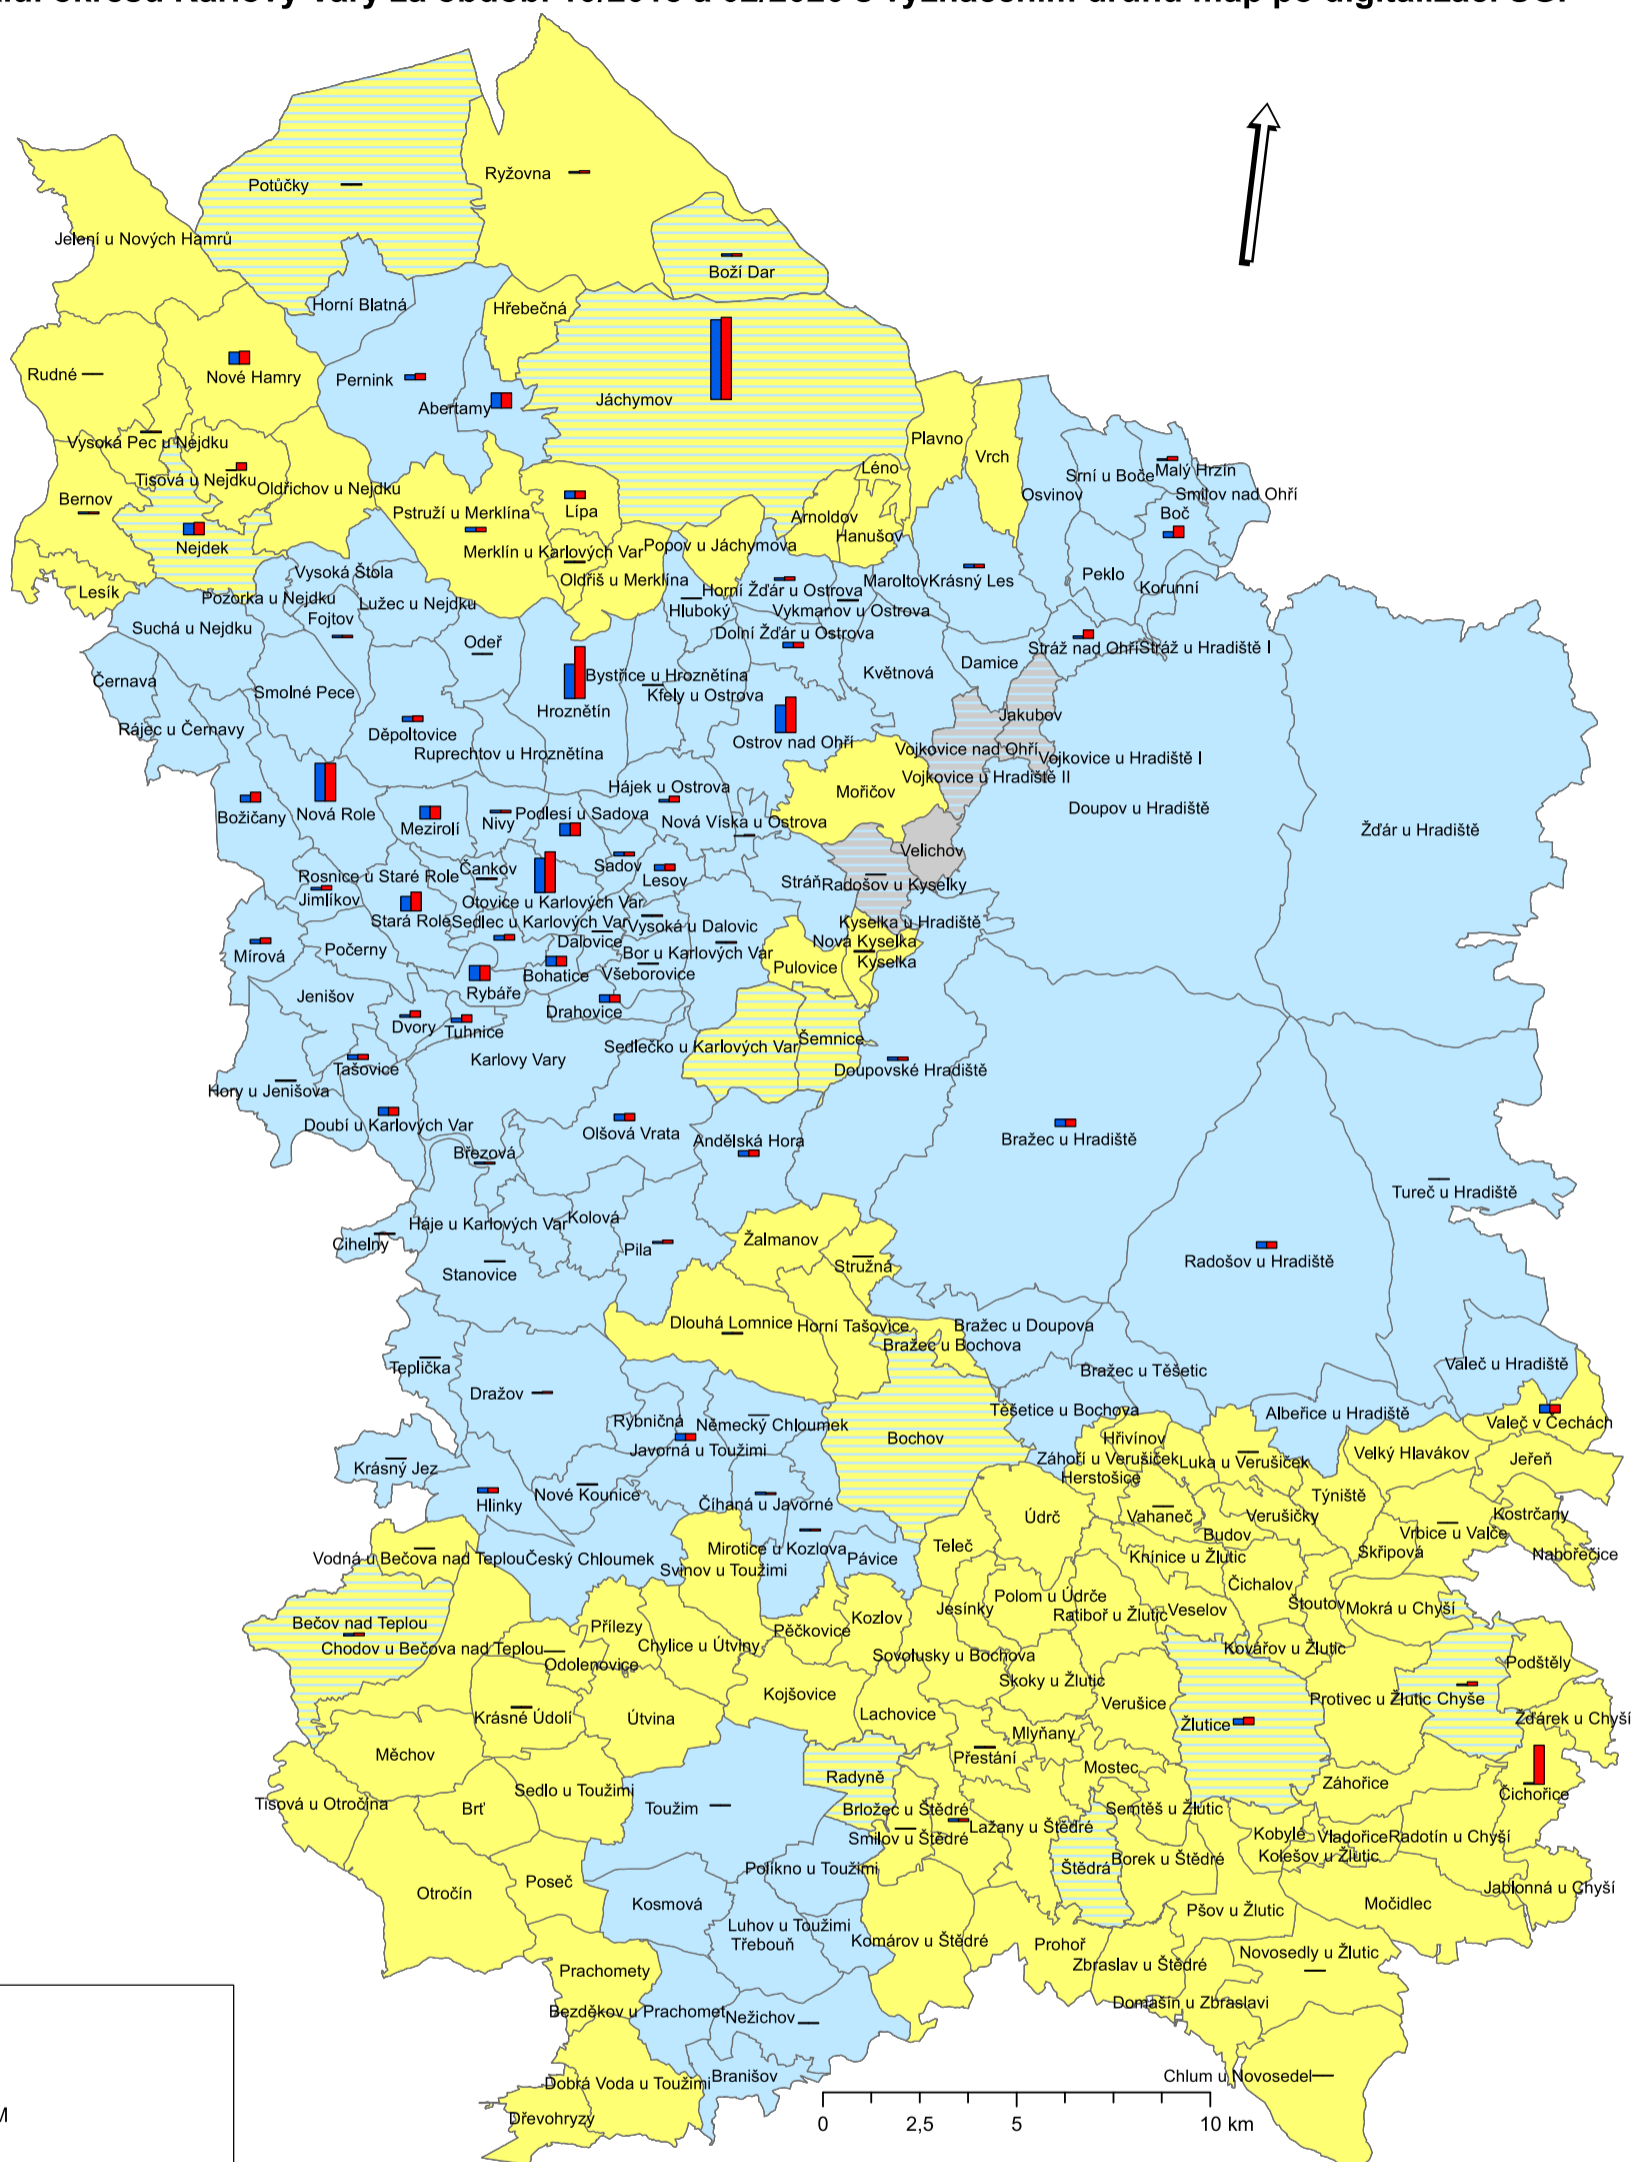 Potůčky
Ryžovna
Jelení u Nových Hamrů
Boží Dar
Horní Blatná
Hřebečná
Rudné
Nové Hamry
Pernink
Abertamy
Jáchymov
Plavno
Vrch
Vysoká Pec u Nejdku
Tisová u Nejdku
Oldřichov u Nejdku
Léno
Srní u Boče
Malý Hrzín
Osvinov
Smilov nad Ohří
Bernov
Pstruží u Merklína
Lípa
Arnoldov
Boč
Nejdek
Merklín u Karlových Var
Popov u Jáchymova
Hanušov
Oldřiš u Merklína
Vysoká Štola
Horní Žďár u Ostrova
Maroltov
Krásný Les
Peklo
Korunní
Lesík
Pozorka u Nejdku
Lužec u Nejdku
Hluboký
Vykmanov u Ostrova
Fojtov
Suchá u Nejdku
Odeř
Dolní Žďár u Ostrova
Stráž nad Ohří
Stráž u Hradiště I
Damice
Černava
Smolné Pece
Bystřice u Hroznětína
Květnová
Kfely u Ostrova
Hroznětín
Jakubov
Rájec u Černavy
Děpoltovice
Ruprechtov u Hroznětína
Ostrov nad Ohří
Vojkovice nad Ohří
Vojkovice u Hradiště I
Vojkovice u Hradiště II
Hájek u Ostrova
Mořičov
Doupov u Hradiště
Žďár u Hradiště
Božičany
Nová Role
Mezirolí
Nivy
Podlesí u Sadova
Nová Víska u Ostrova
Velichov
Rosnice u Staré Role
Čankov
Sadov
Lesov
Stráň
Radošov u Kyselky
Jimlíkov
Otovice u Karlových Var
Stará Role
Sedlec u Karlových Var
Vysoká u Dalovic
Kyselka u Hradiště
Mírová
Počerny
Dalovice
Bor u Karlových Var
Nová Kyselka
Kyselka
Rybáře
Bohatice
Všeborovice
Pulovice
Jenišov
Drahovice
Dvory
Tuhnice
Karlovy Vary
Sedlečko u Karlových Var
Šemnice
Tašovice
Doupovské Hradiště
Hory u Jenišova
Doubí u Karlových Var
Olšová Vrata
Andělská Hora
Bražec u Hradiště
Březová
Tureč u Hradiště
Háje u Karlových Var
Kolová
Cihelny
Pila
Žalmanov
Stružná
Radošov u Hradiště
Stanovice
Dlouhá Lomnice
Horní Tašovice
Bražec u Doupova
Bražec u Bochova
Teplička
Bražec u Těšetic
Valeč u Hradiště
Dražov
Rybničná
Německý Chloumek
Těšetice u Bochova
Albeřice u Hradiště
Valeč v Čechách
Javorná u Toužimi
Bochov
Hřivínov
Záhoří u Verušiček
Luka u Verušiček
Velký Hlavákov
Jeřeň
Krásný Jez
Herstošice
Hlinky
Nové Kounice
Číhaná u Javorné
Údrč
Vahaneč
Verušičky
Týniště
Kostrčany
Budov
Vrbice u Valče
Vodná u Bečova nad Teplou
Český Chloumek
Mirotice u Kozlova
Pávice
Teleč
Knínice u Žlutic
Skřipová
Nabořečice
Svinov u Toužimi
Čichalov
Bečov nad Teplou
Přílezy
Kozlov
Jesínky
Polom u Údrče
Ratiboř u Žlutic
Veselov
Štoutov
Mokrá u Chyší
Chodov u Bečova nad Teplou
Pěčkovice
Chylice u Útviny
Odolenovice
Sovolusky u Bochova
Kovářov u Žlutic
Podštěly
Skoky u Žlutic
Kojšovice
Verušice
Protivec u Žlutic
Chyše
Krásné Údolí
Útvina
Lachovice
Mlyňany
Žlutice
Žďárek u Chyší
Měchov
Přestání
Mostec
Radyně
Záhořice
Čichořice
Tisová u Otročína
Brť
Sedlo u Toužimi
Toužim
Brložec u Štědré
Semtěš u Žlutic
Smilov u Štědré
Lažany u Štědré
Kobylé
Vladořice
Radotín u Chyší
Kolešov u Žlutic
Polikno u Toužimi
Štědrá
Borek u Štědré
Otročín
Poseč
Jablonná u Chyší
Kosmová
Močidlec
Pšov u Žlutic
Luhov u Toužimi
Třebouň
Komárov u Štědré
Prohoř
Novosedly u Žlutic
Prachomety
Zbraslav u Štědré
Bezděkov u Prachomet
Nežichov
Domašín u Zbraslavi
Branišov
Chlum u Novosedel
Dobrá Voda u Toužimi
Dřevohryzy
0 2,5 5 10 km
M